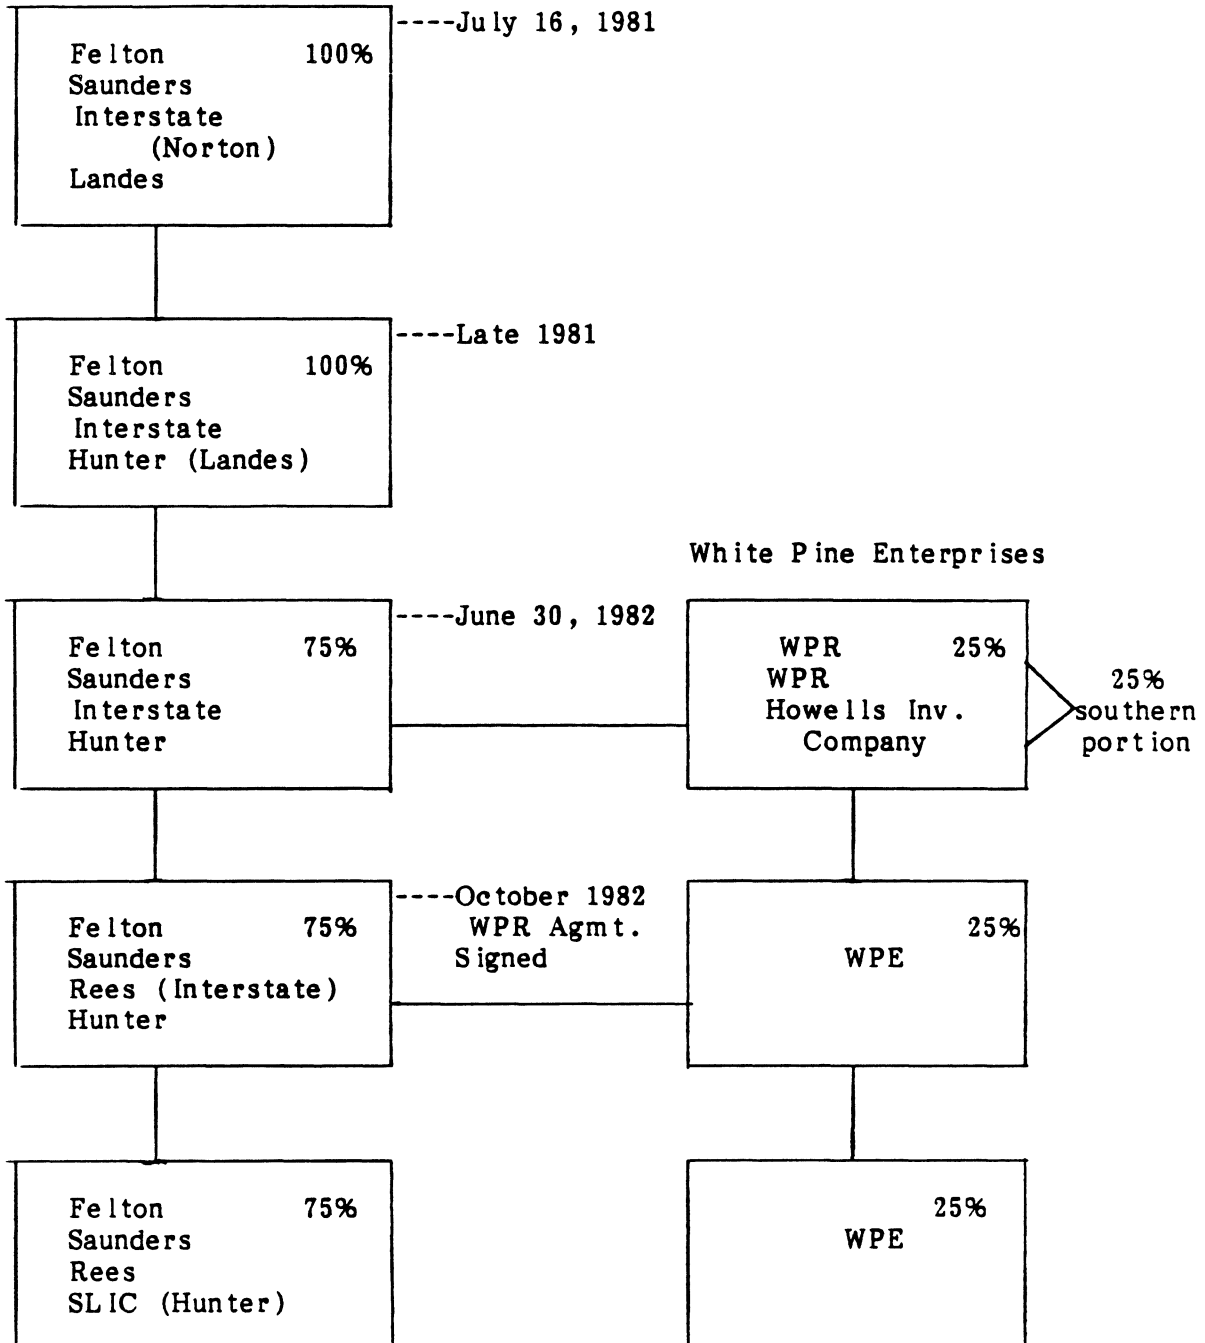 ----July 16, 1981
Felton 100%
Saunders
Interstate
(Norton)
Landes
----Late 1981
Felton 100%
Saunders
Interstate
Hunter (Landes)
White Pine Enterprises
----June 30, 1982
Felton 75%
Saunders
Interstate
Hunter
WPR 25%
WPR
Howells Inv.
Company
25%
southern
portion
----October 1982
WPR Agmt.
Signed
Felton 75%
Saunders
Rees (Interstate)
Hunter
25%
WPE
Felton 75%
Saunders
Rees
SLIC (Hunter)
25%
WPE